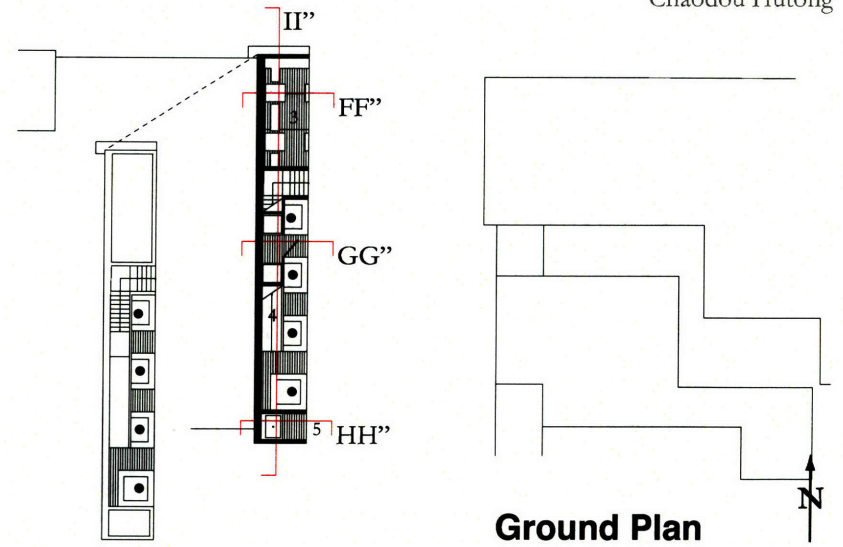 Chaodou Hutong
II”
FF”
3
GG”
4
5
HH”
N
Ground Plan